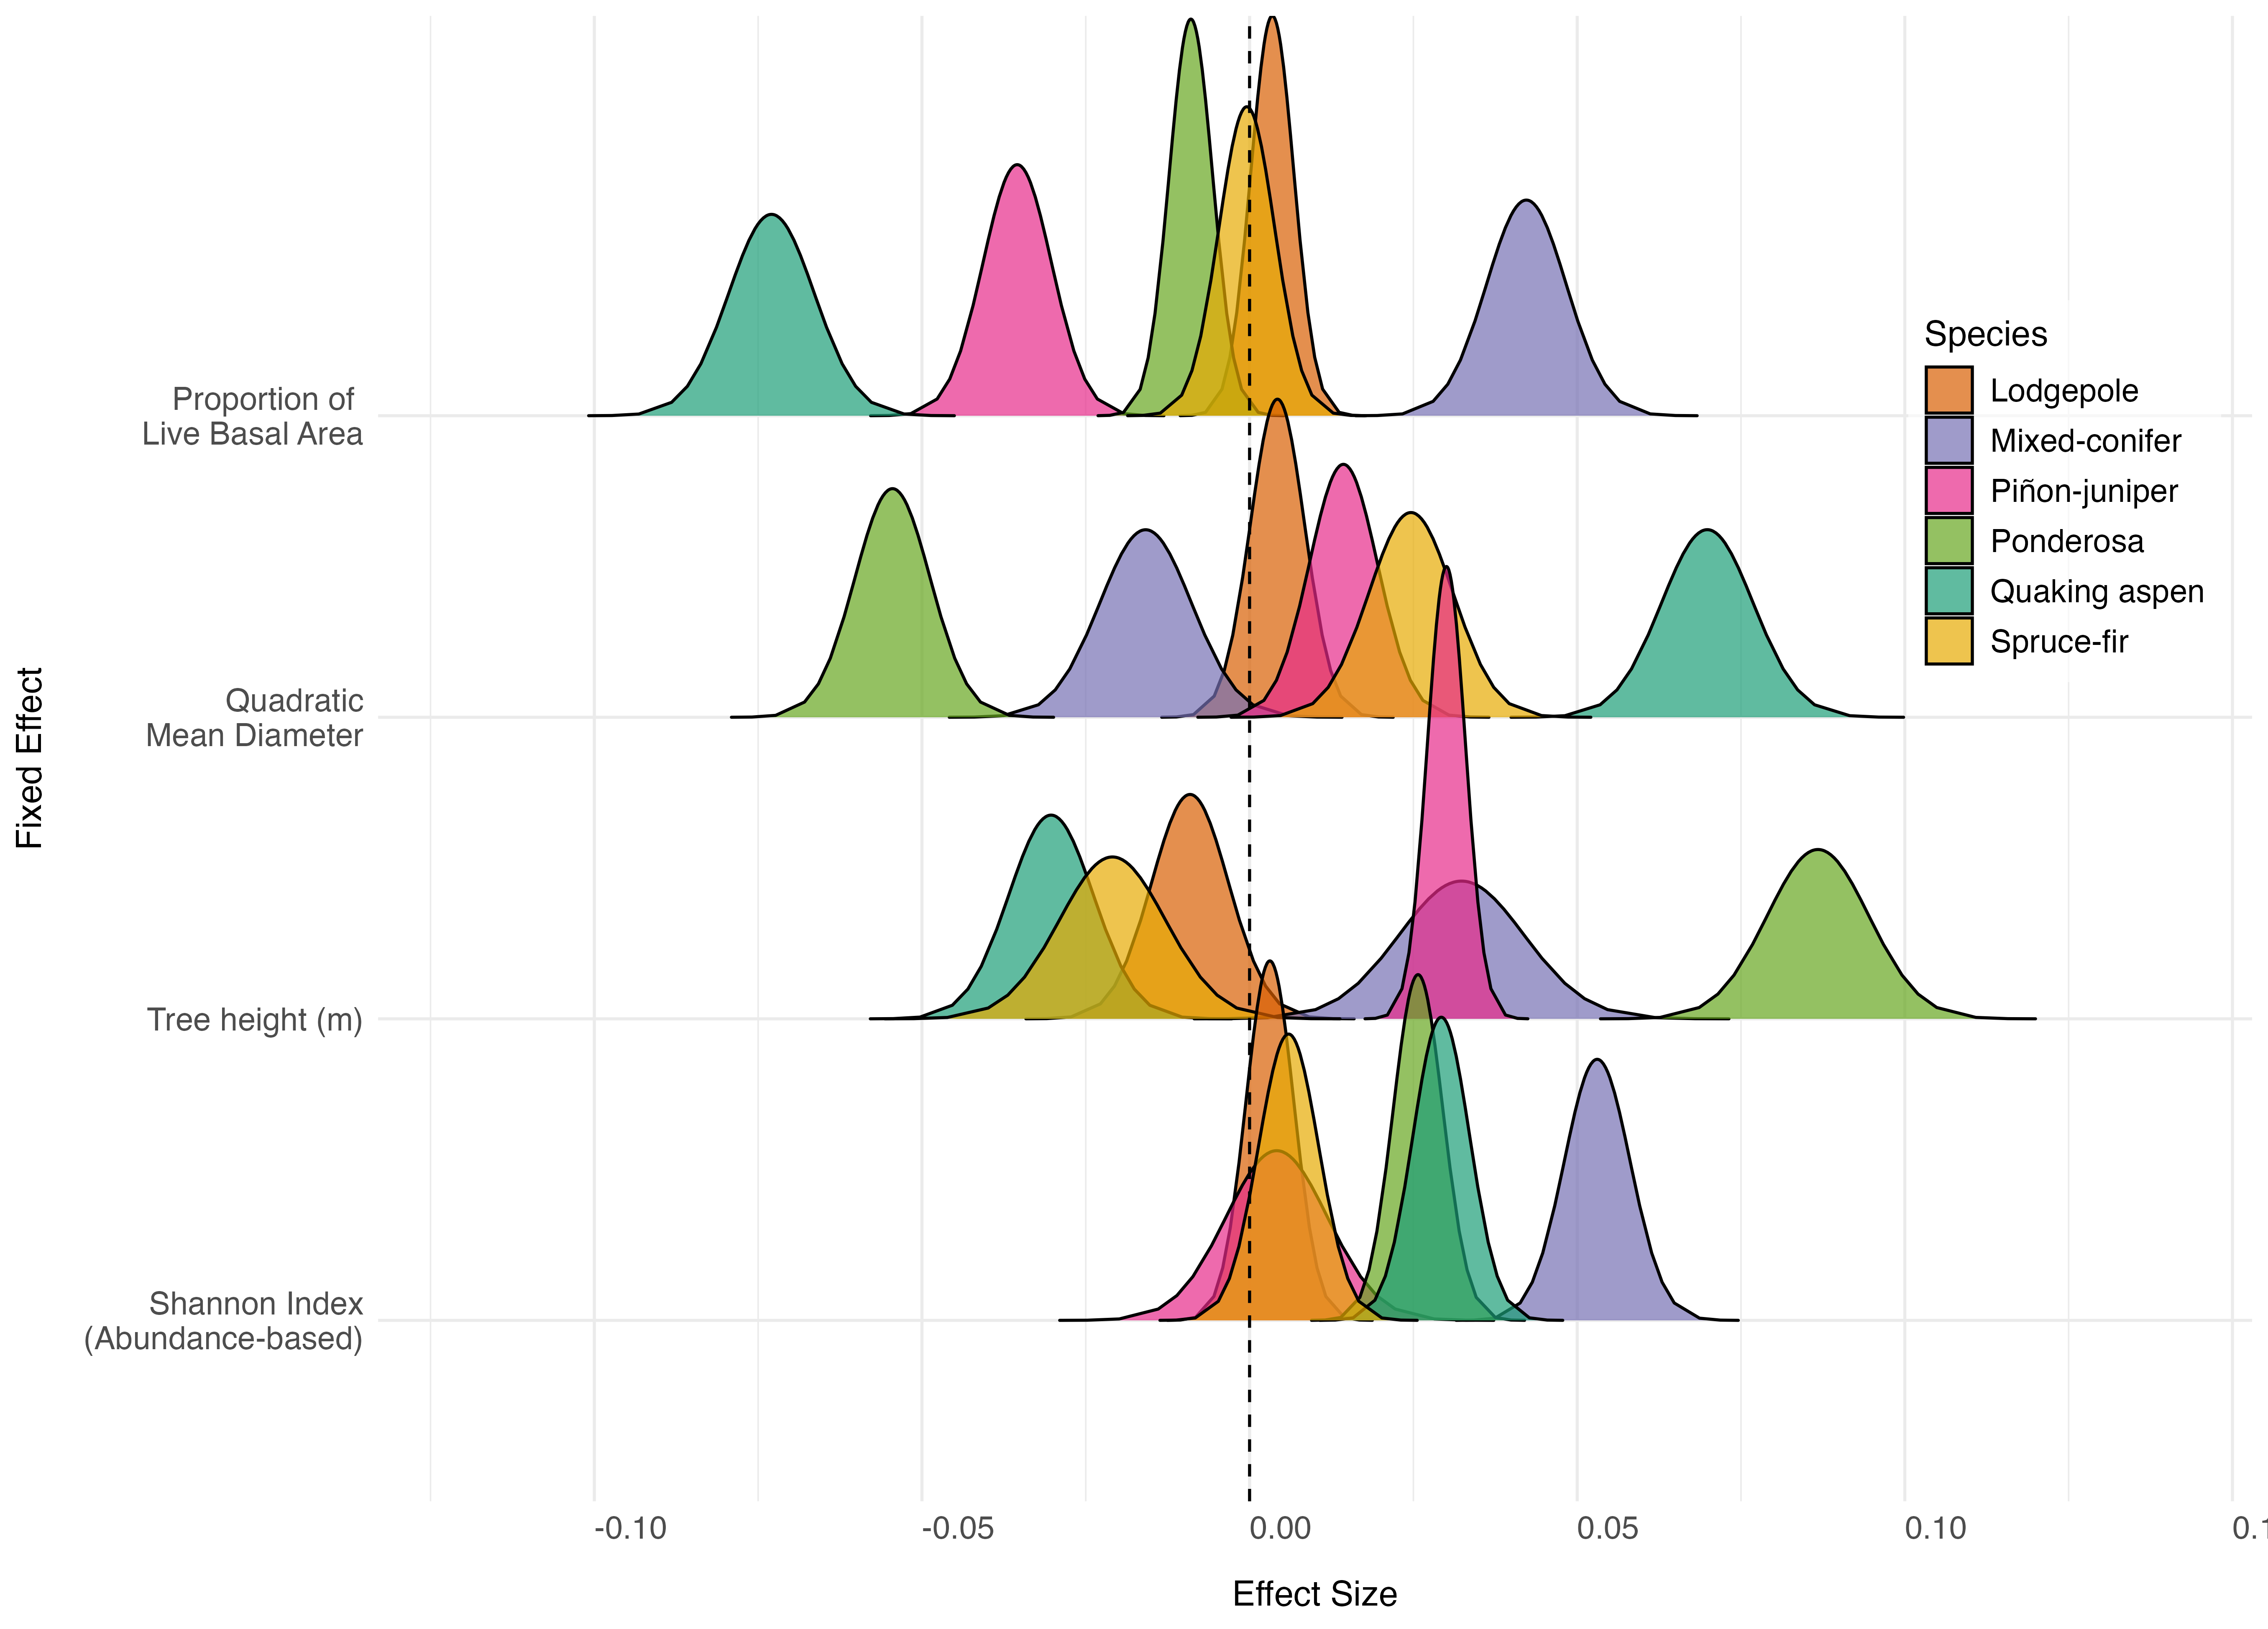 Proportion of
Live Basal Area
Quadratic
Mean Diameter
Tree height (m)
Shannon Index
(Abundance-based)
Fixed Effect
Species
Lodgepole
Mixed-conifer
Piñon-juniper
Ponderosa
Quaking aspen
Spruce-fir
-0.10
-0.05
0.00
0.05
0.10
Effect Size